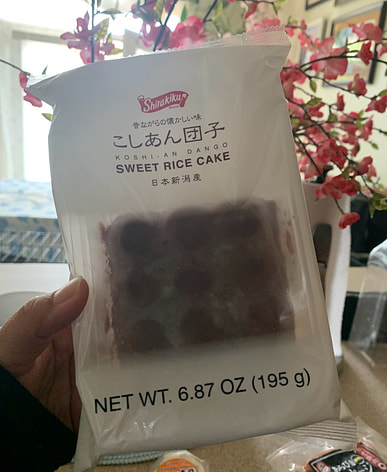 Shirakiku
昔ながらの懐かしい味
こしあん団子
KOSHI-AN DANGO
SWEET RICE CAKE
日本新潟産
NET WT. 6.87 OZ (195 g)